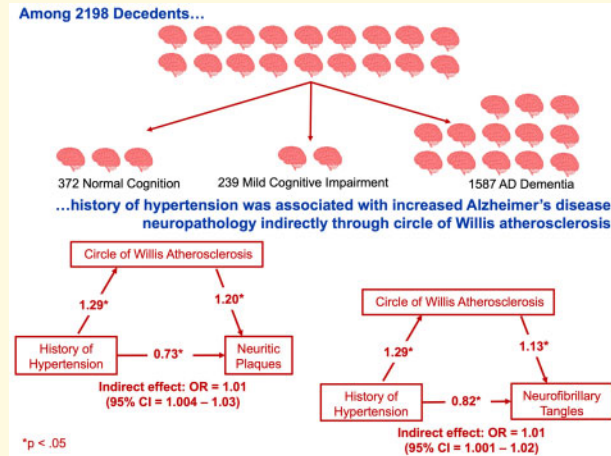 Among 2198 Decedents…
372 Normal Cognition
239 Mild Cognitive Impairment
1587 AD Dementia
…history of hypertension was associated with increased Alzheimer's disease
neuropathology indirectly through circle of Willis atherosclerosis
Circle of Willis Atherosclerosis
1.29*
1.20*
History of
Hypertension
0.73*
Neuritic
Plaques
Indirect effect: OR = 1.01
(95% CI = 1.004 – 1.03)
Circle of Willis Atherosclerosis
1.29*
1.13*
History of
Hypertension
0.82*
Neurofibrillary
Tangles
Indirect effect: OR = 1.01
(95% CI = 1.001 – 1.02)
*p < .05